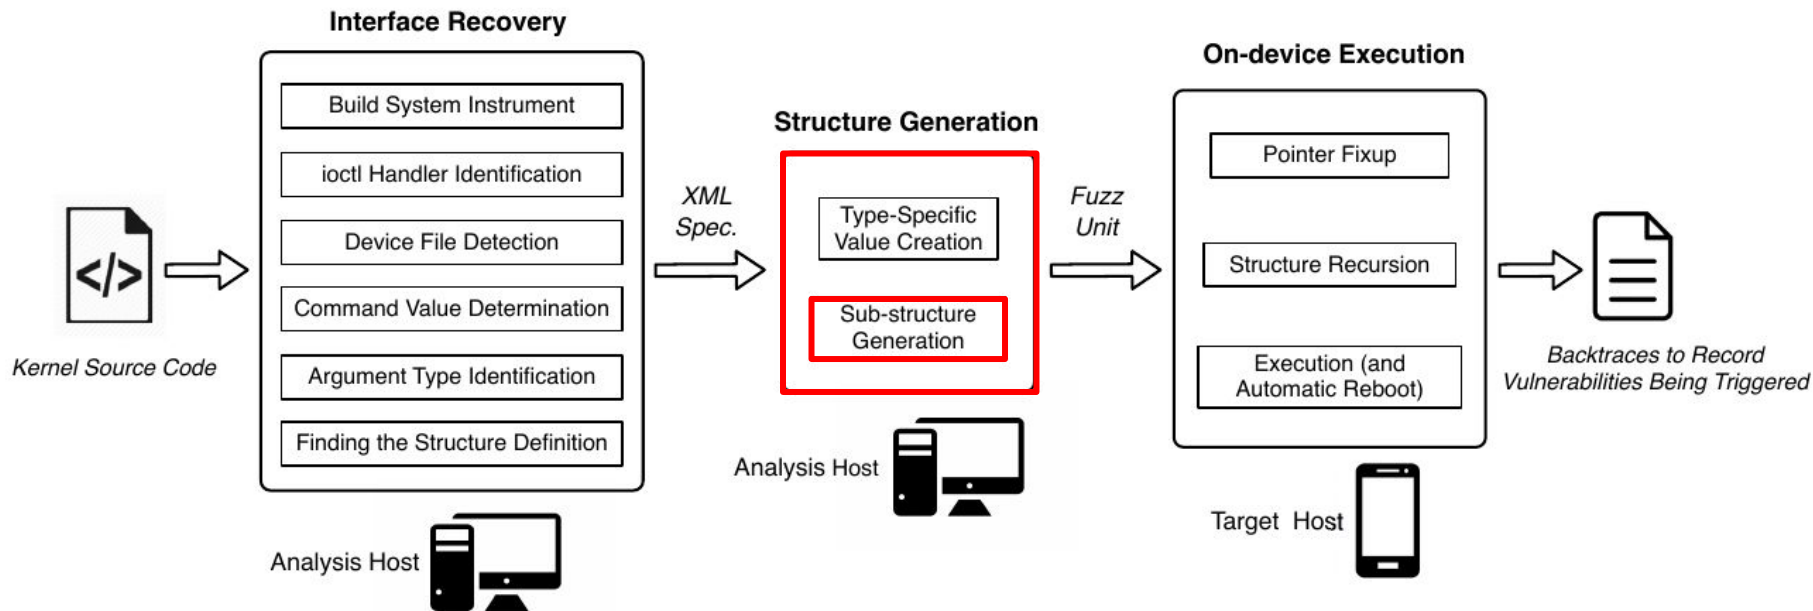 Interface Recovery
Build System Instrument
ioctl Handler Identification
Device File Detection
Command Value Determination
Argument Type Identification
Finding the Structure Definition
Analysis Host
</>
Kernel Source Code
XML
Spec.
Structure Generation
Type-Specific
Value Creation
Sub-structure
Generation
Analysis Host
Fuzz
Unit
On-device Execution
Pointer Fixup
Structure Recursion
Execution (and
Automatic Reboot)
Target Host
Backtraces to Record
Vulnerabilities Being Triggered